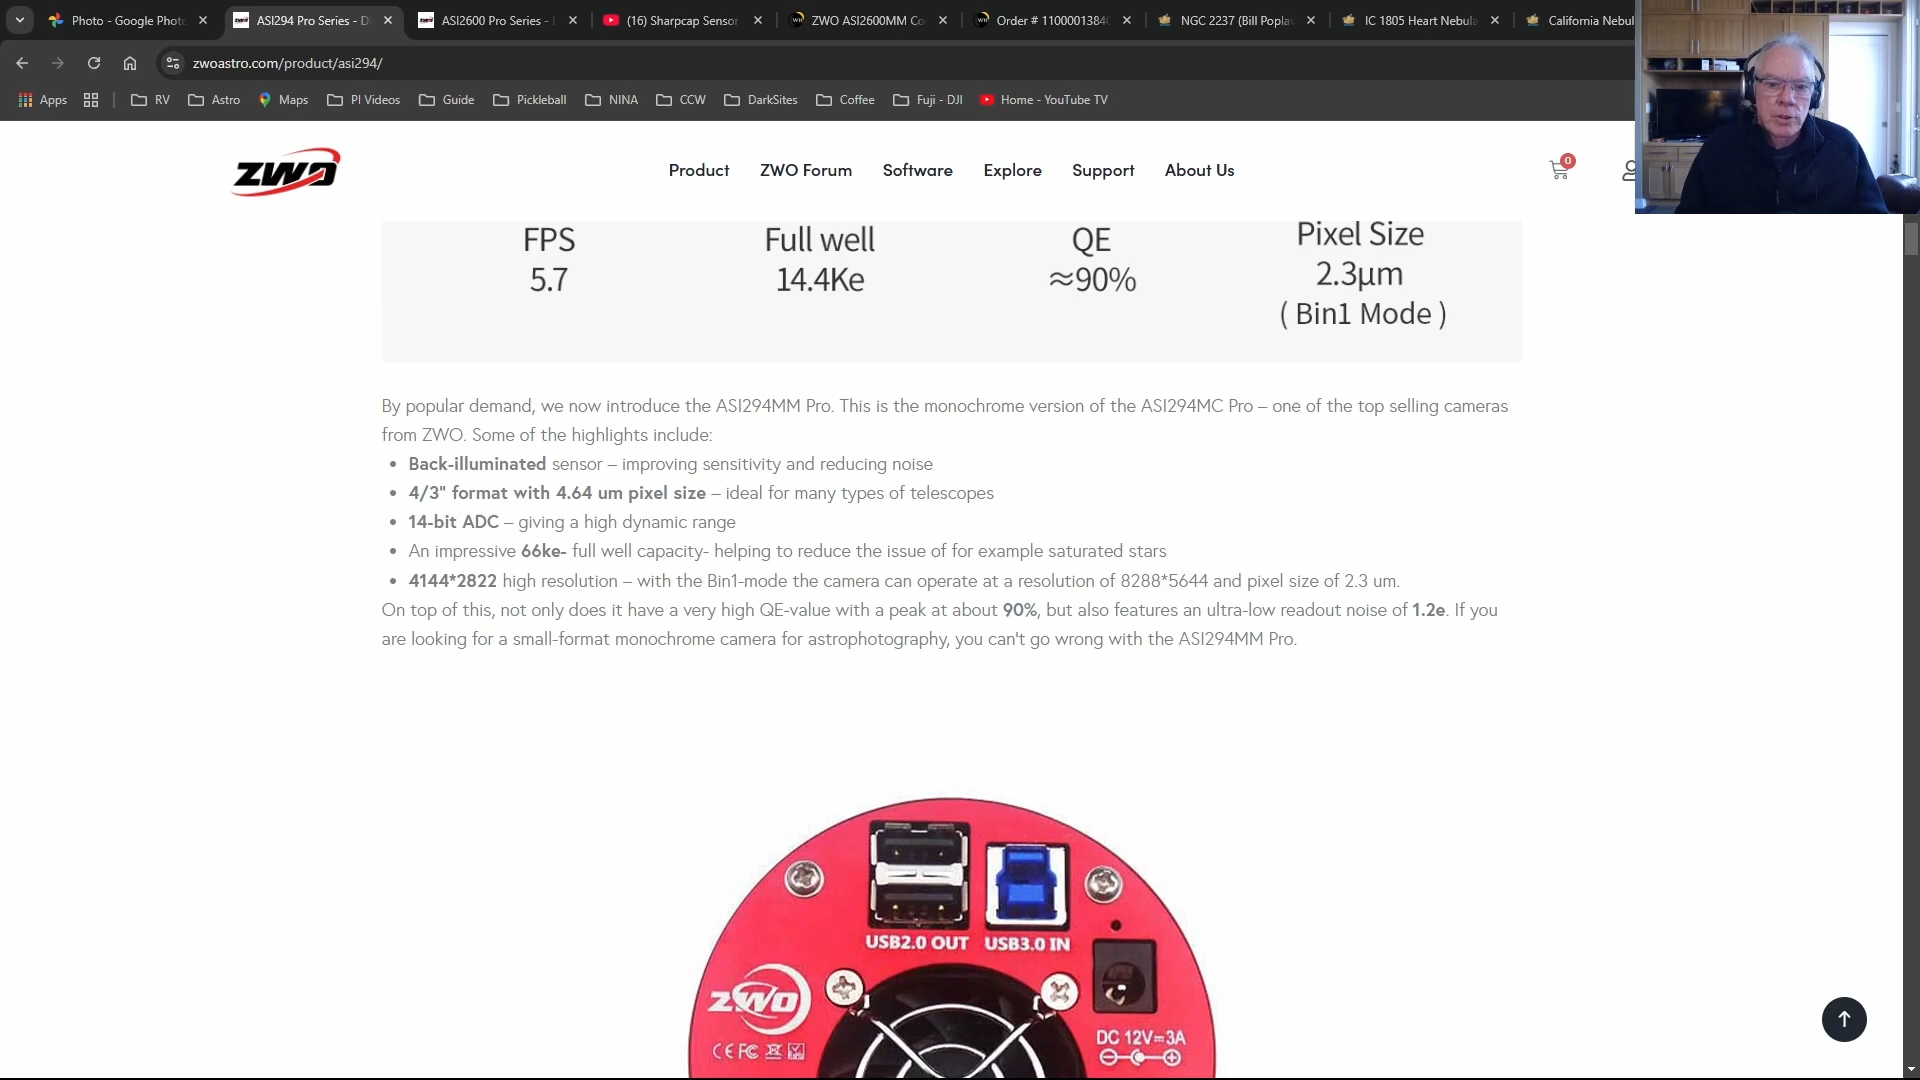 Photo - Google Phot
ASI294 Pro Series - D
ASI2600 Pro Series -
(16) Sharpcap Sensor
ZWO ASI2600MM Co
Order # 1100001384
NGC 2237 (Bill Popla
IC 1805 Heart Nebula
California Nebul
zwoastro.com/product/asi294/
Apps
RV
Astro
Maps
PI Videos
Guide
Pickleball
NINA
CCW
DarkSites
Coffee
Fuji - DJI
Home - YouTube TV
ZWO
Product
ZWO Forum
Software
Explore
Support
About Us
0
FPS
5.7
Full well
14.4Ke
QE
≈90%
Pixel Size
2.3µm
( Bin1 Mode )
By popular demand, we now introduce the ASI294MM Pro. This is the monochrome version of the ASI294MC Pro – one of the top selling cameras
from ZWO. Some of the highlights include:
• Back-illuminated sensor – improving sensitivity and reducing noise
• 4/3" format with 4.64 um pixel size – ideal for many types of telescopes
• 14-bit ADC – giving a high dynamic range
• An impressive 66ke- full well capacity- helping to reduce the issue of for example saturated stars
• 4144*2822 high resolution – with the Bin1-mode the camera can operate at a resolution of 8288*5644 and pixel size of 2.3 um.
On top of this, not only does it have a very high QE-value with a peak at about 90%, but also features an ultra-low readout noise of 1.2e. If you
are looking for a small-format monochrome camera for astrophotography, you can't go wrong with the ASI294MM Pro.
USB2.0 OUT
USB3.0 IN
ZWO
DC 12V⎓3A
CE FC